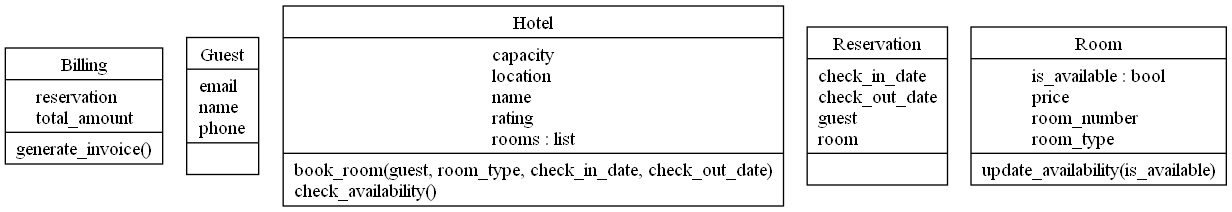 Billing
reservation
total_amount
generate_invoice()
Guest
email
name
phone
Hotel
capacity
location
name
rating
rooms : list
book_room(guest, room_type, check_in_date, check_out_date)
check_availability()
Reservation
check_in_date
check_out_date
guest
room
Room
is_available : bool
price
room_number
room_type
update_availability(is_available)